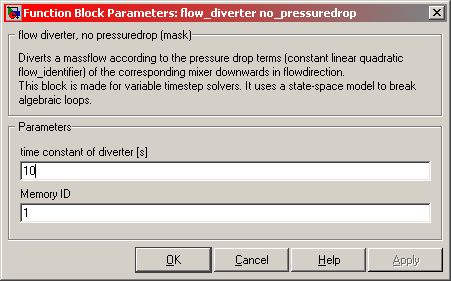 Function Block Parameters: flow_diverter no_pressuredrop
flow diverter, no pressuredrop (mask)
Diverts a massflow according to the pressure drop terms (constant linear quadratic
flow_identifier) of the corresponding mixer downwards in flowdirection.
This block is made for variable timestep solvers. It uses a state-space model to break
algebraic loops.
Parameters
time constant of diverter [s]
10
Memory ID
1
OK Cancel Help Apply